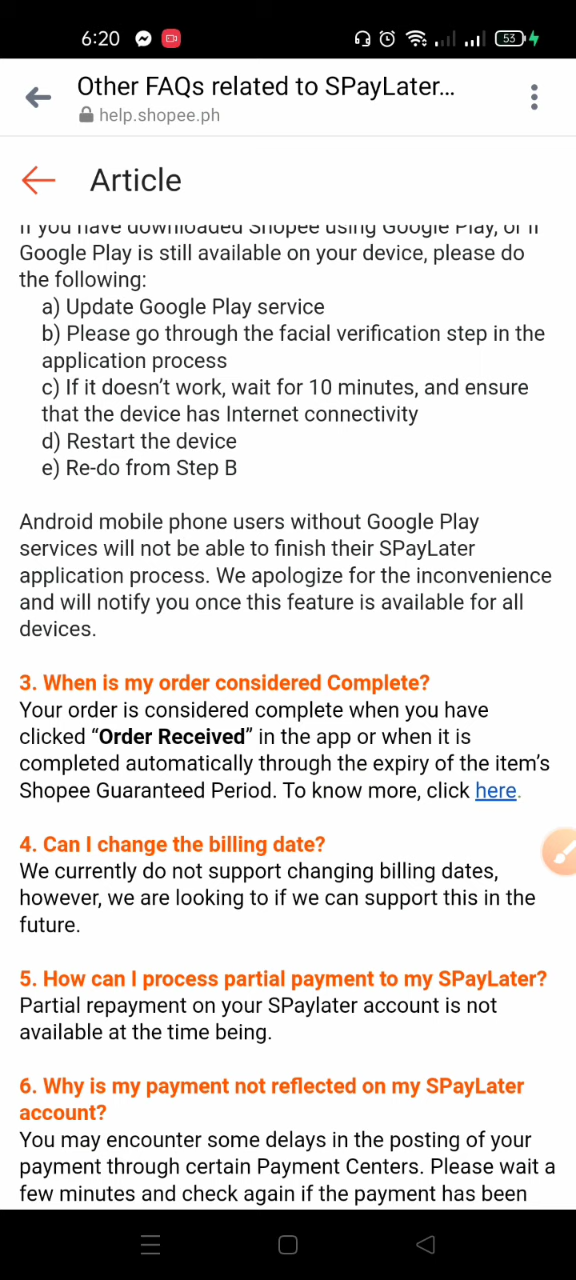 6:20
53
Other FAQs related to SPayLater...
help.shopee.ph
Article
If you have downloaded Shopee using Google Play, or if
Google Play is still available on your device, please do
the following:
a) Update Google Play service
b) Please go through the facial verification step in the
application process
c) If it doesn’t work, wait for 10 minutes, and ensure
that the device has Internet connectivity
d) Restart the device
e) Re-do from Step B
Android mobile phone users without Google Play
services will not be able to finish their SPayLater
application process. We apologize for the inconvenience
and will notify you once this feature is available for all
devices.
3. When is my order considered Complete?
Your order is considered complete when you have
clicked “Order Received” in the app or when it is
completed automatically through the expiry of the item’s
Shopee Guaranteed Period. To know more, click here.
4. Can I change the billing date?
We currently do not support changing billing dates,
however, we are looking to if we can support this in the
future.
5. How can I process partial payment to my SPayLater?
Partial repayment on your SPaylater account is not
available at the time being.
6. Why is my payment not reflected on my SPayLater
account?
You may encounter some delays in the posting of your
payment through certain Payment Centers. Please wait a
few minutes and check again if the payment has been